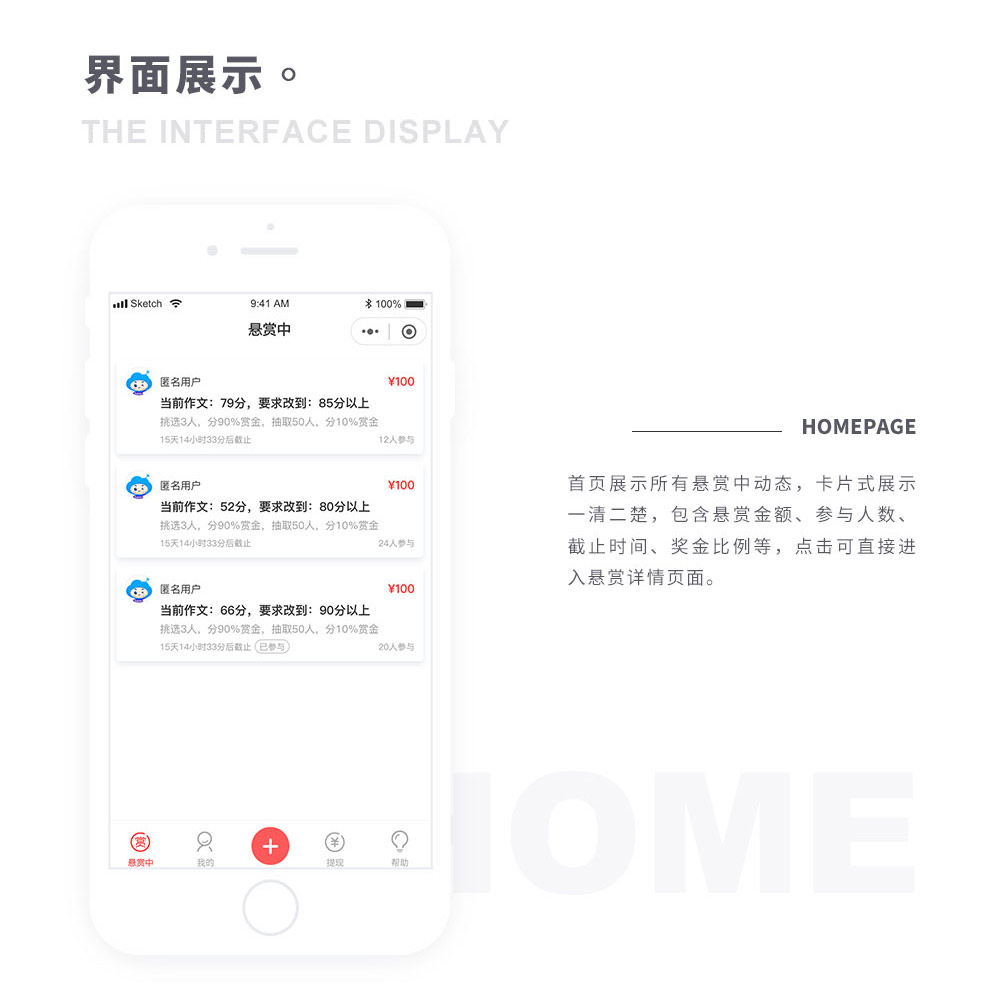 界面展示。
THE INTERFACE DISPLAY
Sketch 9:41 AM 100%
悬赏中
匿名用户 ¥100
当前作文：79分，要求改到：85分以上
挑选3人，分90%赏金，抽取50人，分10%赏金
15天14小时33分后截止 12人参与
匿名用户 ¥100
当前作文：52分，要求改到：80分以上
挑选3人，分90%赏金，抽取50人，分10%赏金
15天14小时33分后截止 24人参与
匿名用户 ¥100
当前作文：66分，要求改到：90分以上
挑选3人，分90%赏金，抽取50人，分10%赏金
15天14小时33分后截止 已参与 20人参与
赏 ¥
悬赏中 我的 提现 帮助
HOMEPAGE
首页展示所有悬赏中动态，卡片式展示
一清二楚，包含悬赏金额、参与人数、
截止时间、奖金比例等，点击可直接进
入悬赏详情页面。
HOME